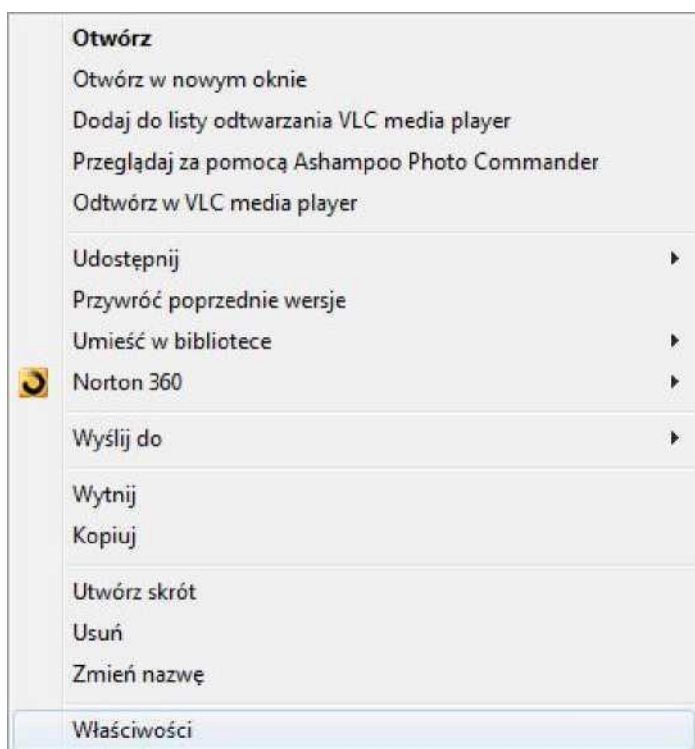 Otwórz
Otwórz w nowym oknie
Dodaj do listy odtwarzania VLC media player
Przeglądaj za pomocą Ashampoo Photo Commander
Odtwórz w VLC media player
Udostępnij
Przywróć poprzednie wersje
Umieść w bibliotece
Norton 360
Wyślij do
Wytnij
Kopiuj
Utwórz skrót
Usuń
Zmień nazwę
Właściwości